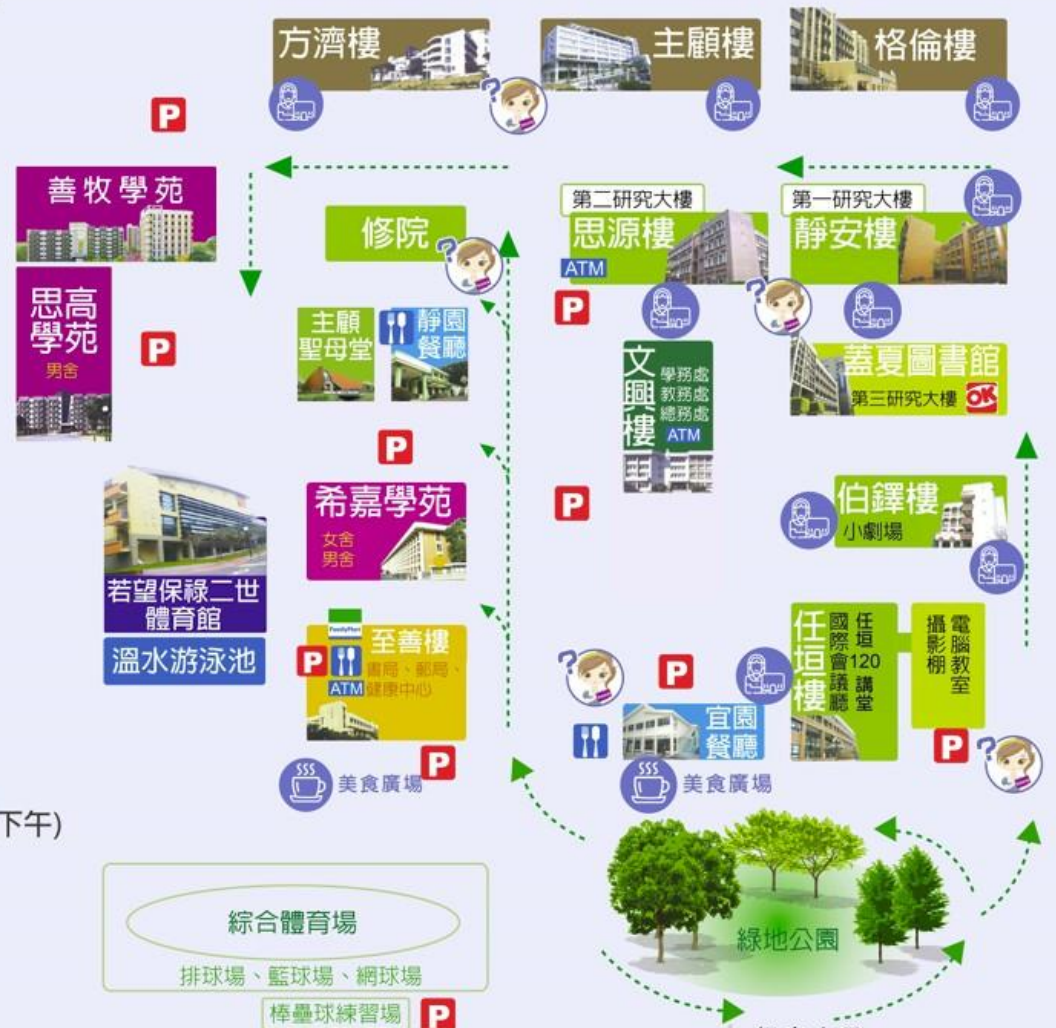 方濟樓
主顧樓
格倫樓
?
P
善牧學苑
修院
?
第二研究大樓
思源樓
ATM
第一研究大樓
靜安樓
P
?
思高
學苑
男舍
P
主顧
聖母堂
靜園
餐廳
文興樓
學務處
教務處
總務處
ATM
蓋夏圖書館
第三研究大樓 OK
P
P
希嘉學苑
女舍
男舍
伯鐸樓
小劇場
若望保祿二世
體育館
溫水游泳池
FamilyMart
至善樓
P
書局、郵局、
ATM 健康中心
P
美食廣場
?
P
宜園
餐廳
美食廣場
任垣樓
國際會議廳
任垣120講堂
電腦教室
攝影棚
P
?
下午)
綜合體育場
排球場、籃球場、網球場
棒壘球練習場
P
綠地公園